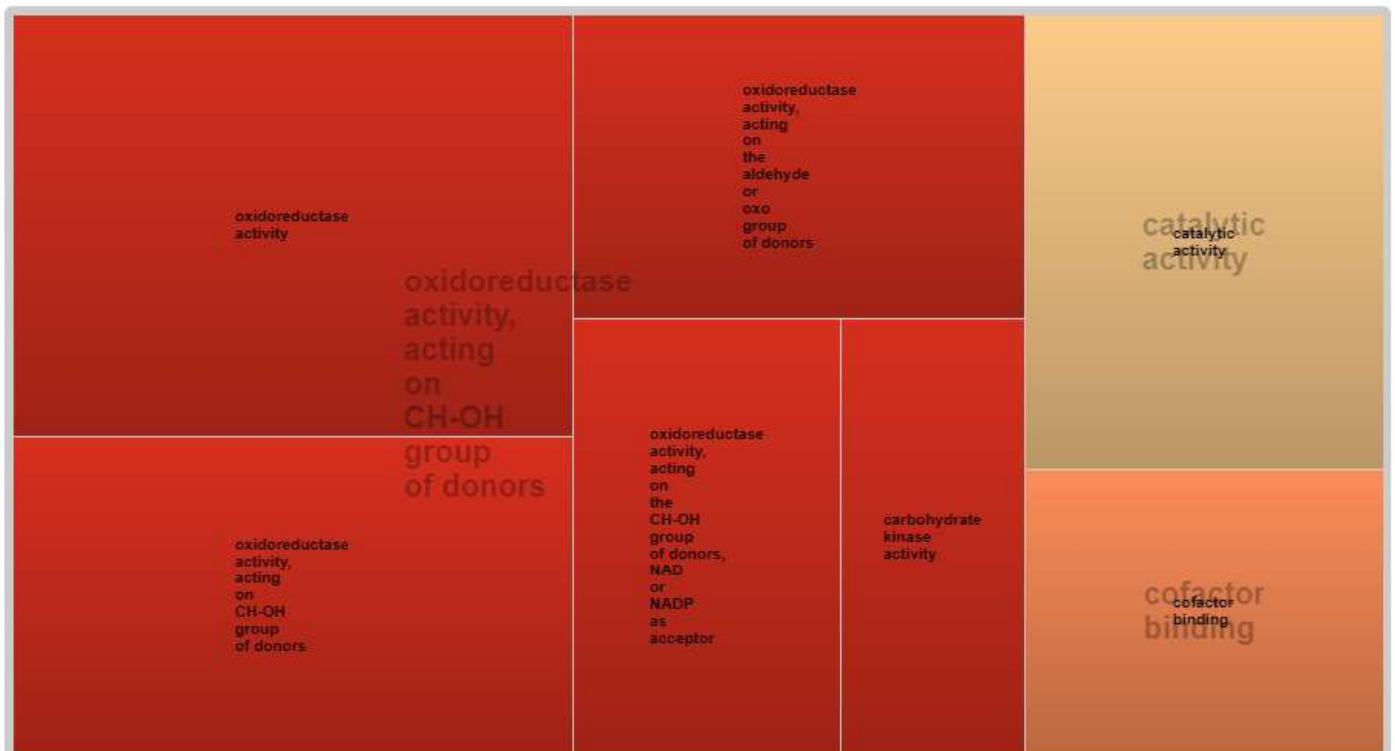 oxidoreductase
activity
oxidoreductase
activity,
acting
on
the
aldehyde
or
oxo
group
of donors
catalytic
activity
catalytic
activity
oxidoreductase
activity,
acting
on
CH-OH
group
of donors
oxidoreductase
activity,
acting
on
CH-OH
group
of donors
oxidoreductase
activity,
acting
on
the
CH-OH
group
of donors,
NAD
or
NADP
as
acceptor
carbohydrate
kinase
activity
cofactor
binding
cofactor
binding